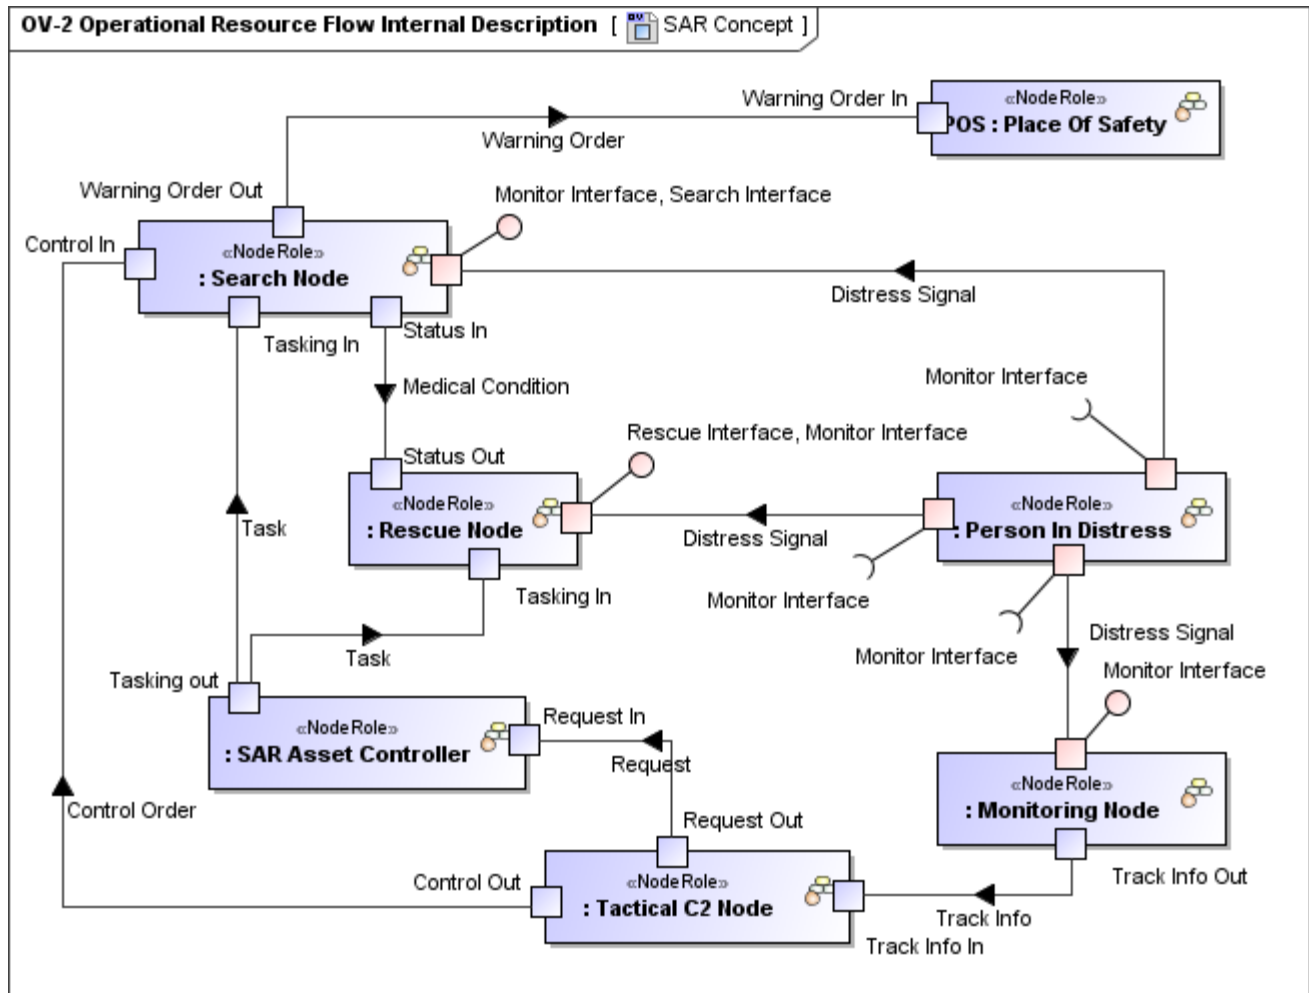 OV-2 Operational Resource Flow Internal Description [ OV SAR Concept ]
Warning Order In
«NodeRole»
POS : Place Of Safety
Warning Order
Warning Order Out
Monitor Interface, Search Interface
Control In
«NodeRole»
: Search Node
Distress Signal
Tasking In
Status In
Medical Condition
Monitor Interface
Rescue Interface, Monitor Interface
Status Out
«NodeRole»
: Rescue Node
«NodeRole»
: Person In Distress
Task
Distress Signal
Tasking In
Monitor Interface
Distress Signal
Task
Monitor Interface
Monitor Interface
Tasking out
Request In
«NodeRole»
: SAR Asset Controller
Request
«NodeRole»
: Monitoring Node
Control Order
Request Out
Control Out
«NodeRole»
: Tactical C2 Node
Track Info Out
Track Info
Track Info In